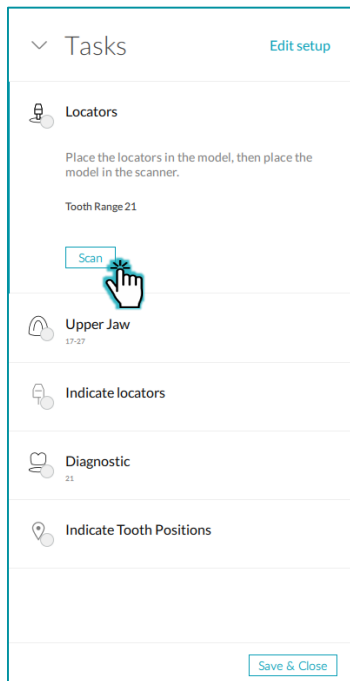 Tasks
Edit setup
Locators
Place the locators in the model, then place the
model in the scanner.
Tooth Range 21
Scan
Upper Jaw
17-27
Indicate locators
Diagnostic
21
Indicate Tooth Positions
Save & Close